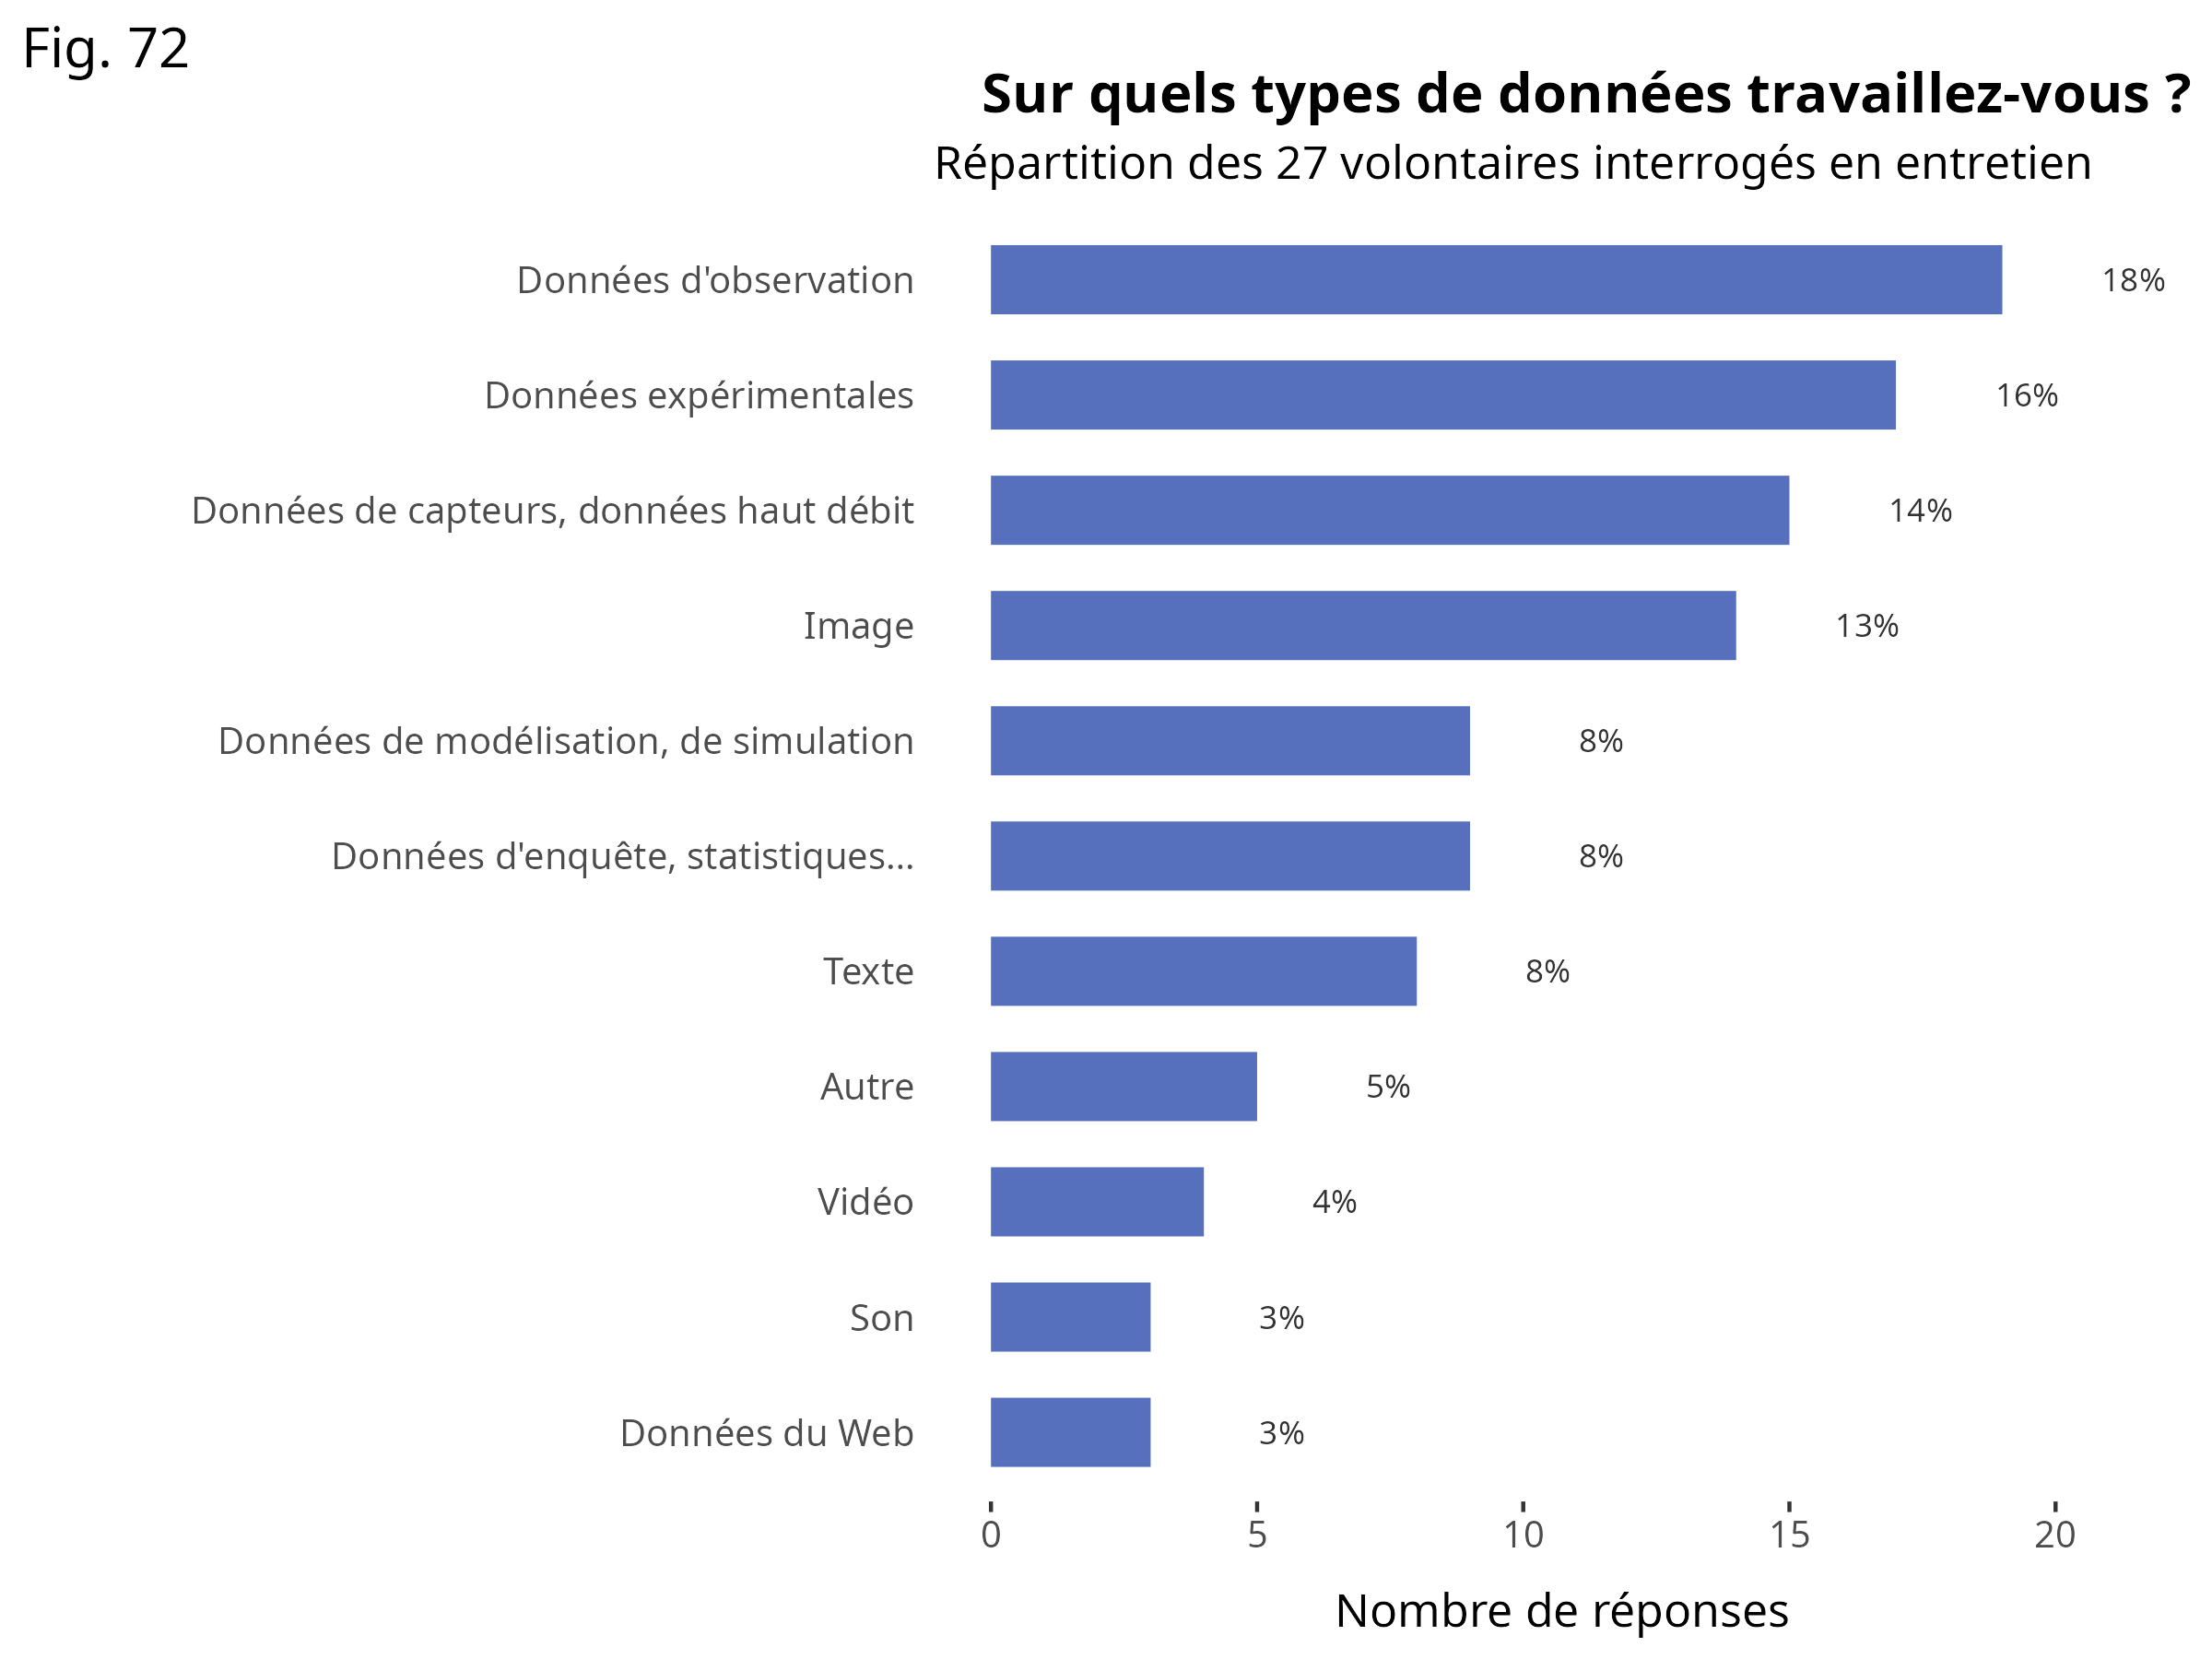 Fig. 72
Sur quels types de données travaillez-vous ?
Répartition des 27 volontaires interrogés en entretien
Données d'observation 18%
Données expérimentales 16%
Données de capteurs, données haut débit 14%
Image 13%
Données de modélisation, de simulation 8%
Données d'enquête, statistiques... 8%
Texte 8%
Autre 5%
Vidéo 4%
Son 3%
Données du Web 3%
0 5 10 15 20
Nombre de réponses